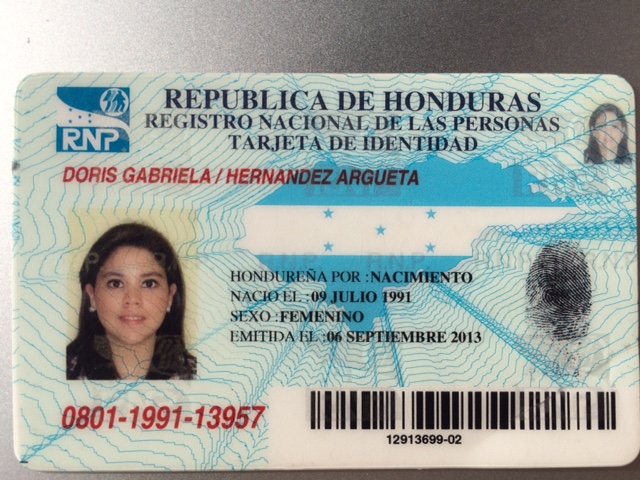 RNP
REPUBLICA DE HONDURAS
REGISTRO NACIONAL DE LAS PERSONAS
TARJETA DE IDENTIDAD
DORIS GABRIELA / HERNANDEZ ARGUETA
HONDUREÑA POR :NACIMIENTO
NACIO EL, 09 JULIO 1991
SEXO :FEMENINO
EMITIDA EL :06 SEPTIEMBRE 2013
0801-1991-13957
12913699-02